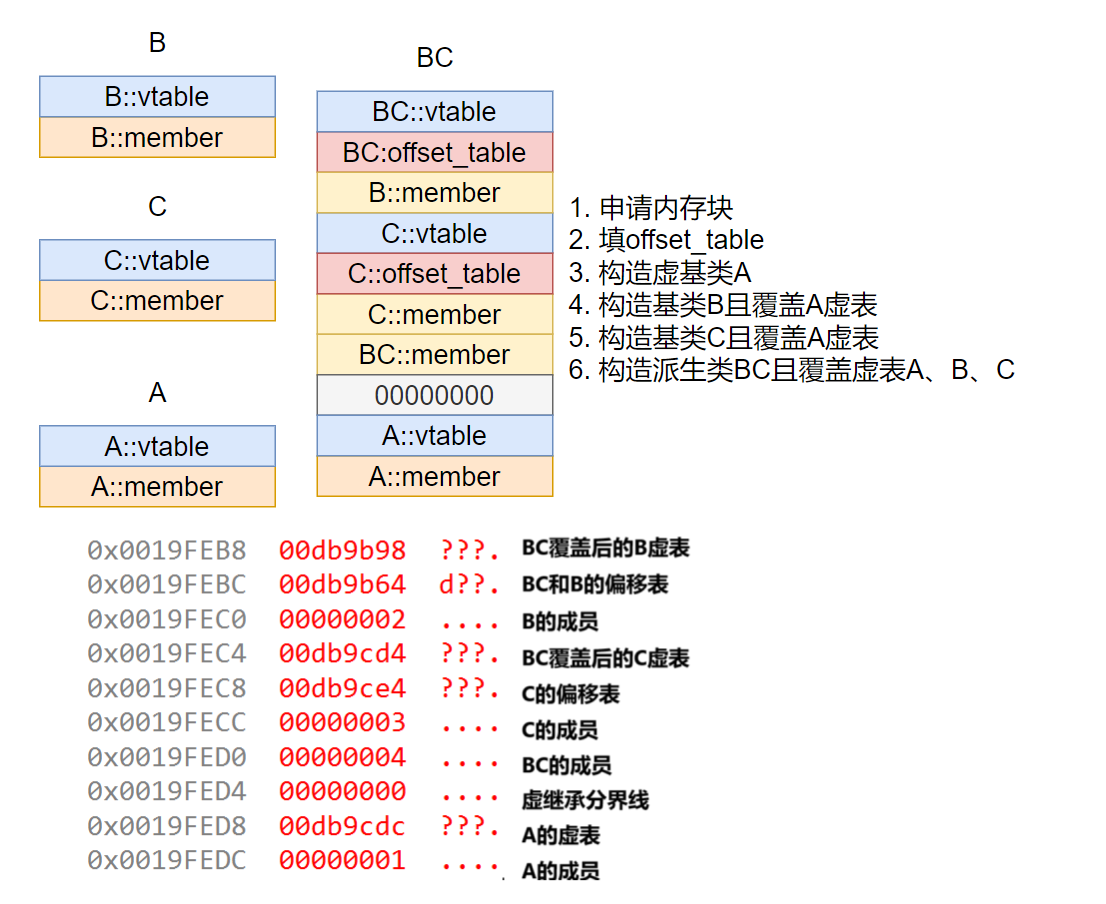 B
B::vtable
B::member
C
C::vtable
C::member
A
A::vtable
A::member
BC
BC::vtable
BC:offset_table
B::member
C::vtable
C::offset_table
C::member
BC::member
00000000
A::vtable
A::member
1. 申请内存块
2. 填offset_table
3. 构造虚基类A
4. 构造基类B且覆盖A虚表
5. 构造基类C且覆盖A虚表
6. 构造派生类BC且覆盖虚表A、B、C
0x0019FEB8 00db9b98 ???. BC覆盖后的B虚表
0x0019FEBC 00db9b64 d??. BC和B的偏移表
0x0019FEC0 00000002 .... B的成员
0x0019FEC4 00db9cd4 ???. BC覆盖后的C虚表
0x0019FEC8 00db9ce4 ???. C的偏移表
0x0019FECC 00000003 .... C的成员
0x0019FED0 00000004 .... BC的成员
0x0019FED4 00000000 .... 虚继承分界线
0x0019FED8 00db9cdc ???. A的虚表
0x0019FEDC 00000001 .... A的成员